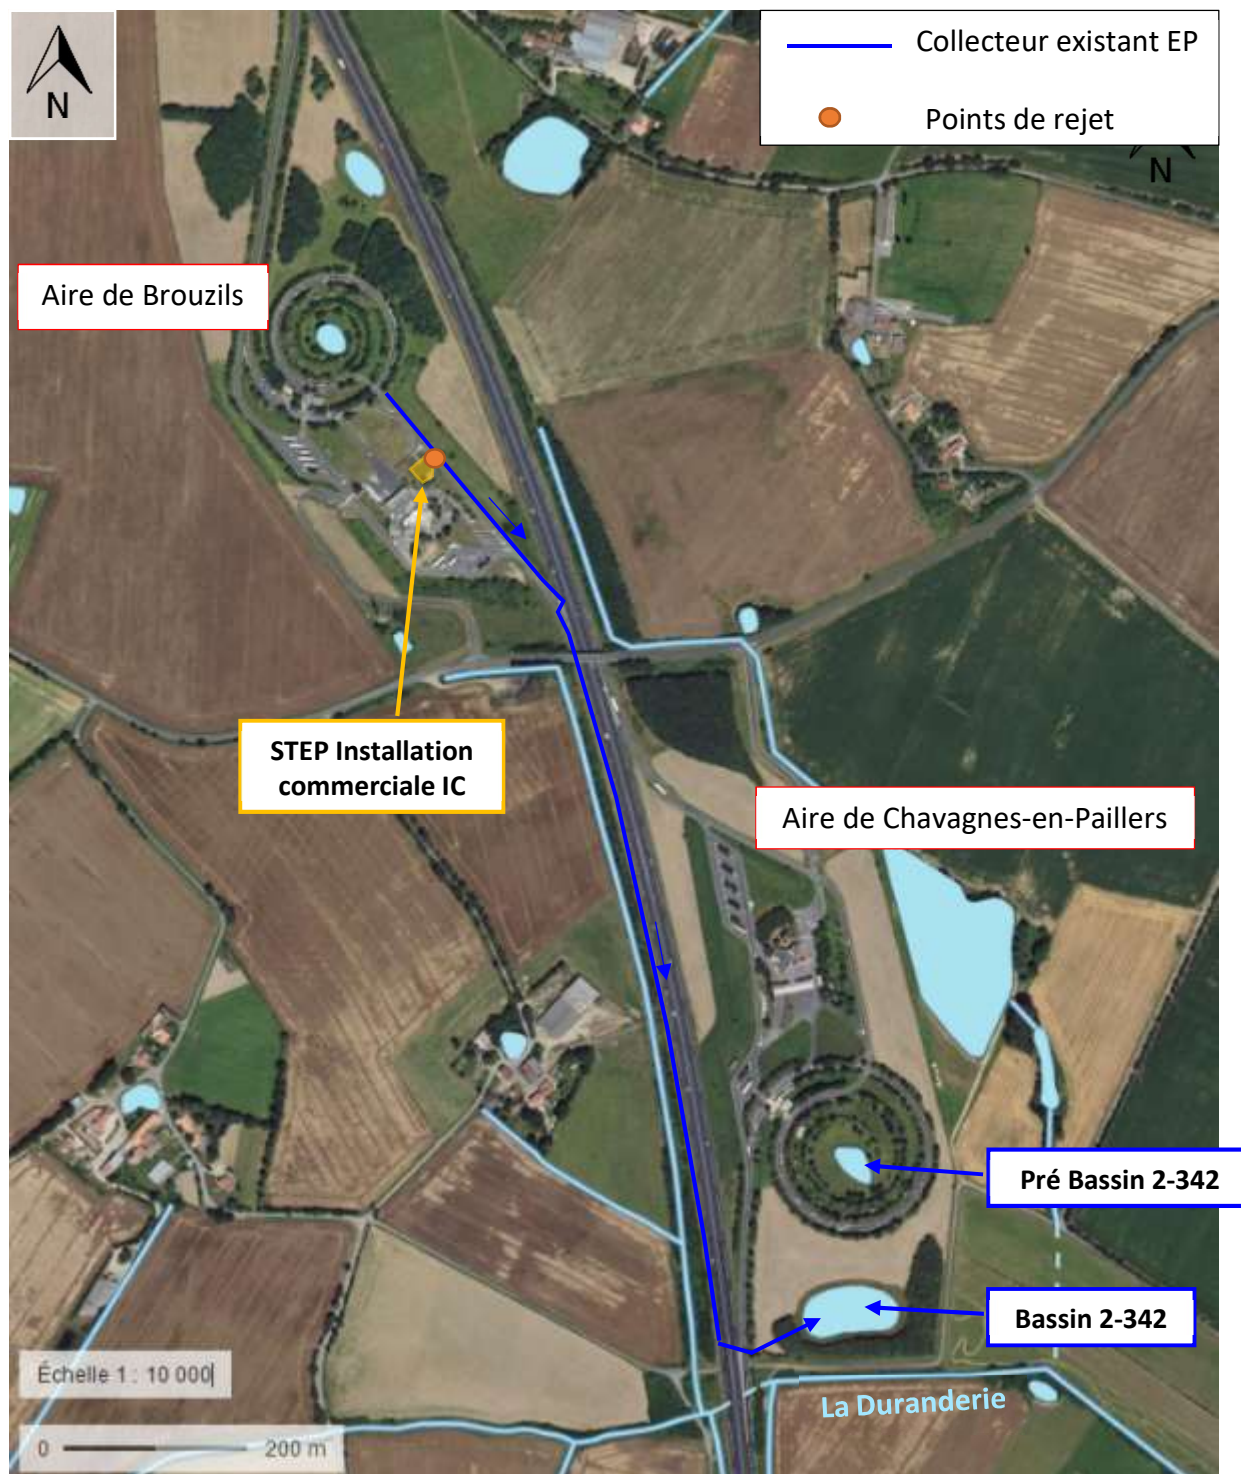 N
Collecteur existant EP
Points de rejet
N
Aire de Brouzils
STEP Installation
commerciale IC
Aire de Chavagnes-en-Paillers
Pré Bassin 2-342
Bassin 2-342
La Duranderie
Échelle 1 : 10 000
0 200 m